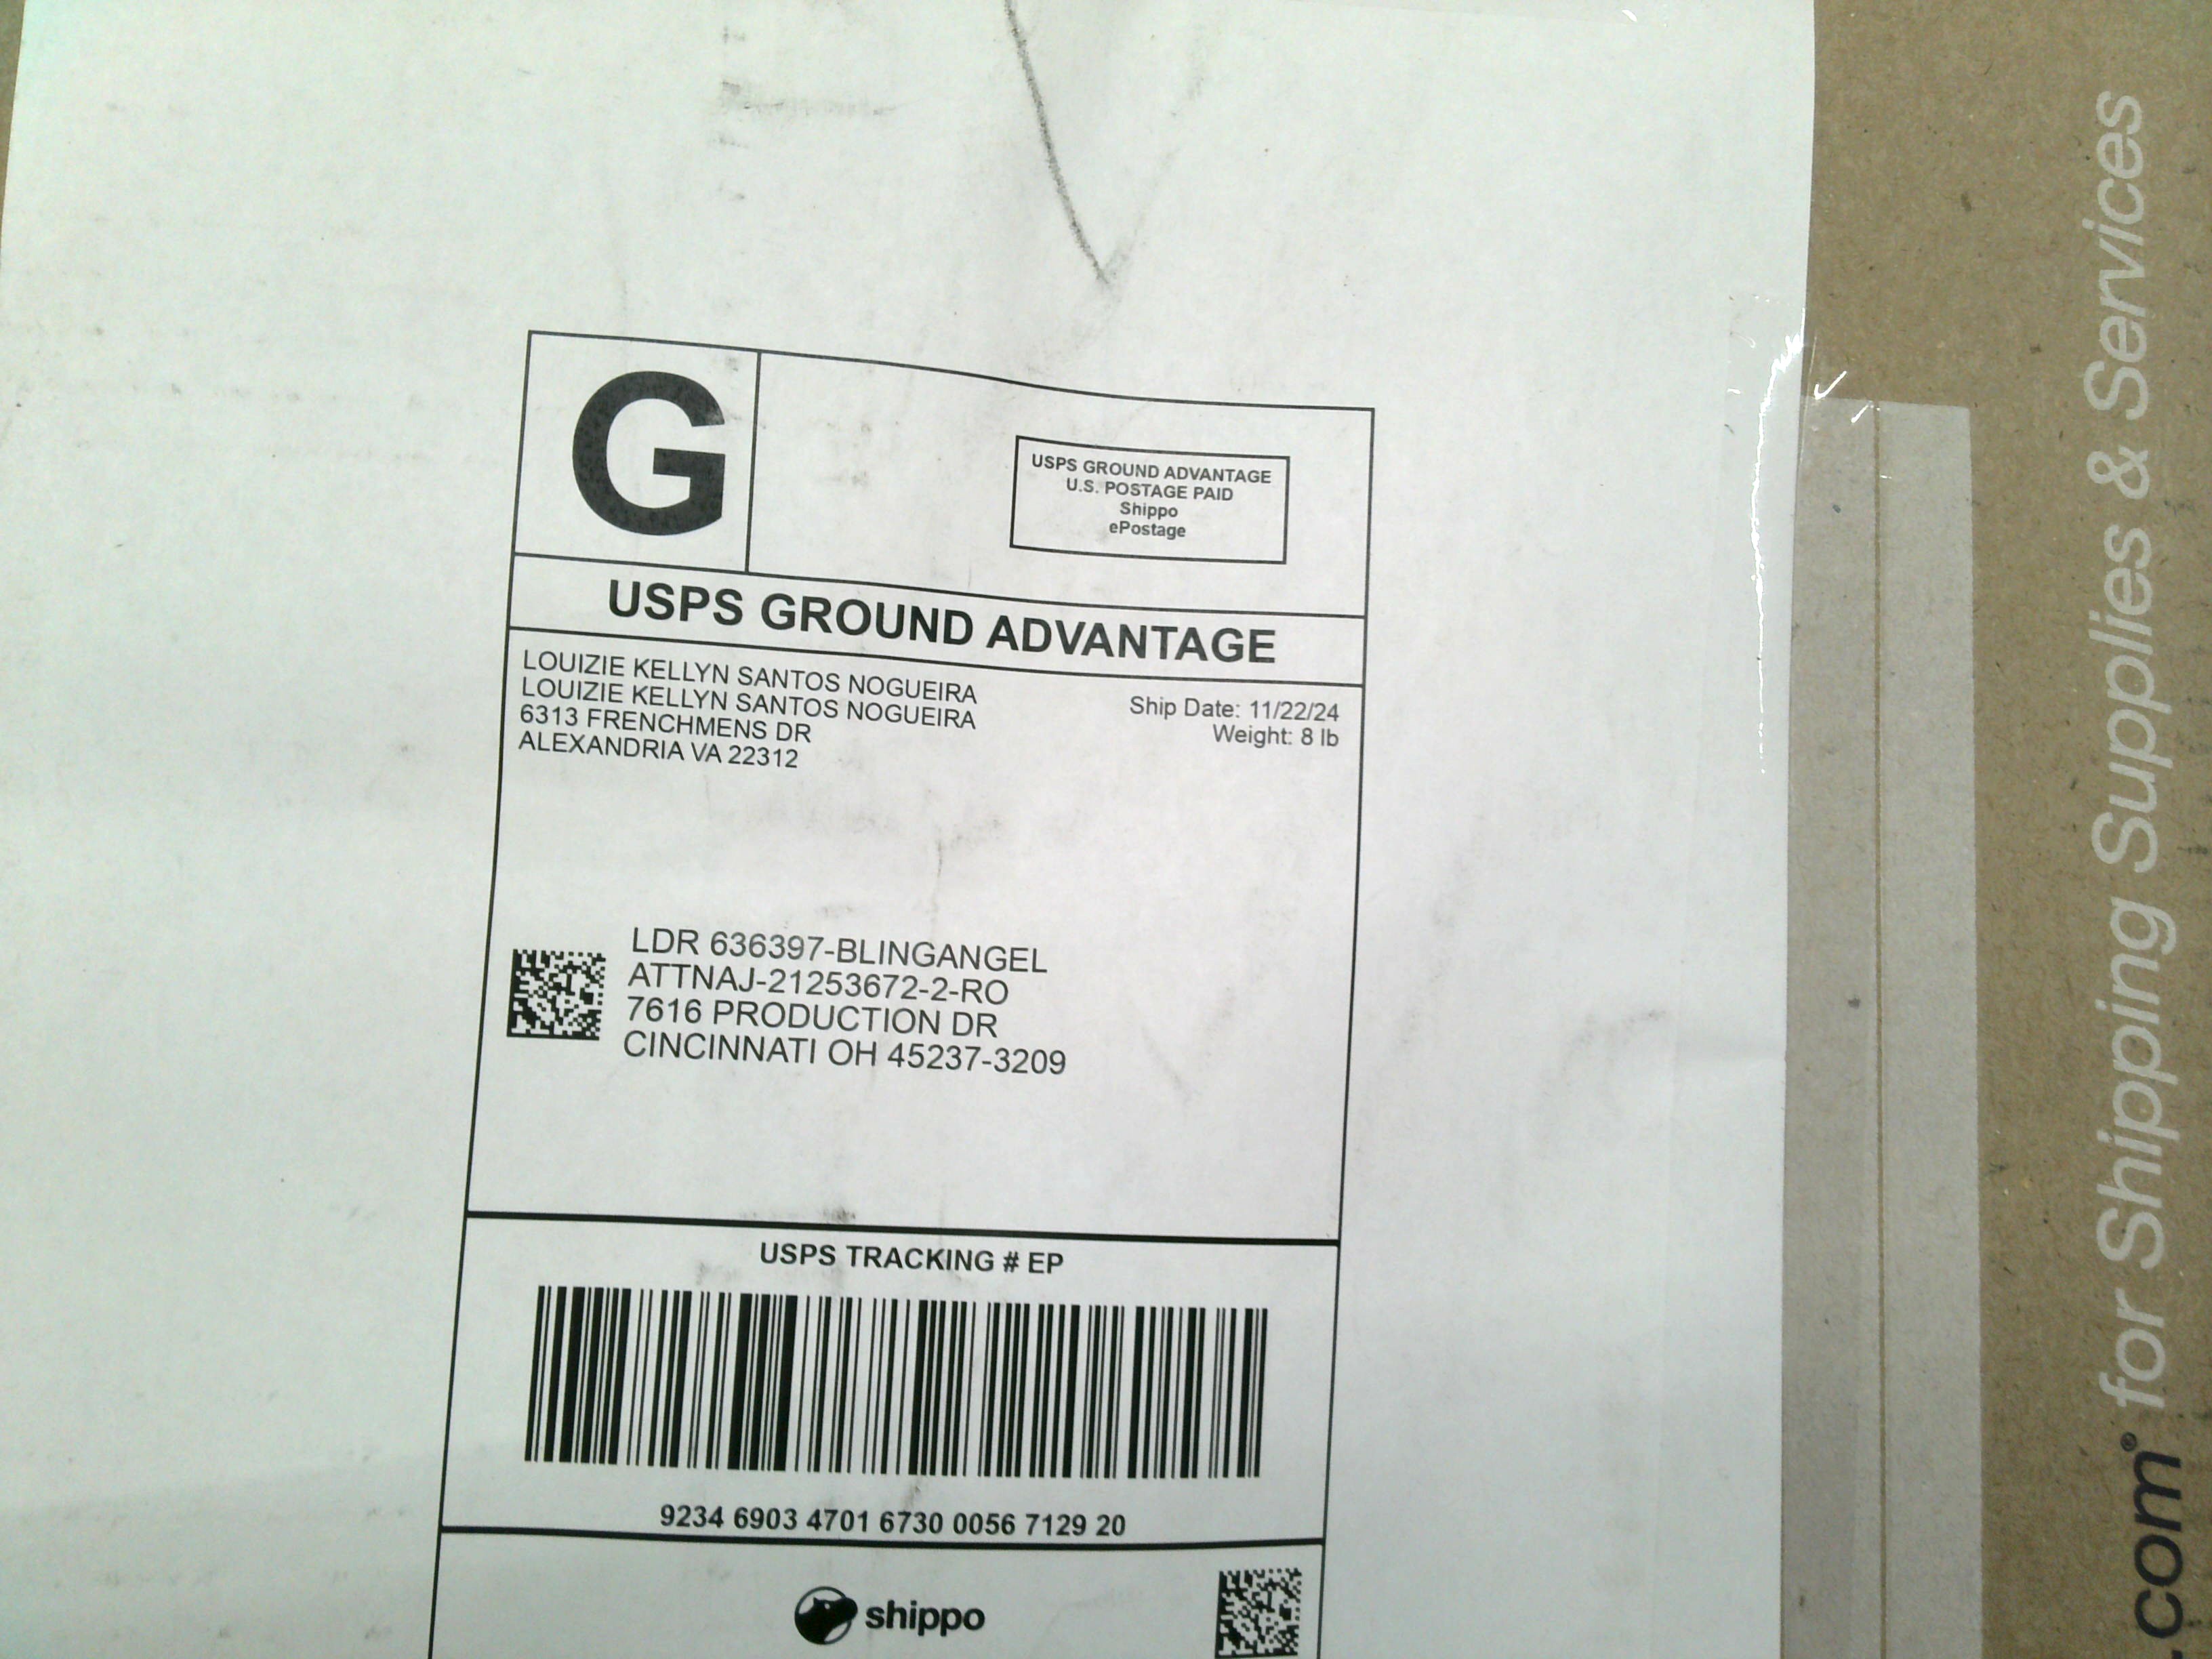 G
USPS GROUND ADVANTAGE
U.S. POSTAGE PAID
Shippo
ePostage
USPS GROUND ADVANTAGE
LOUIZIE KELLYN SANTOS NOGUEIRA
LOUIZIE KELLYN SANTOS NOGUEIRA
6313 FRENCHMENS DR
ALEXANDRIA VA 22312
Ship Date: 11/22/24
Weight: 8 lb
LDR 636397-BLINGANGEL
ATTNAJ-21253672-2-RO
7616 PRODUCTION DR
CINCINNATI OH 45237-3209
USPS TRACKING # EP
9234 6903 4701 6730 0056 7129 20
shippo
.com® for Shipping Supplies & Services